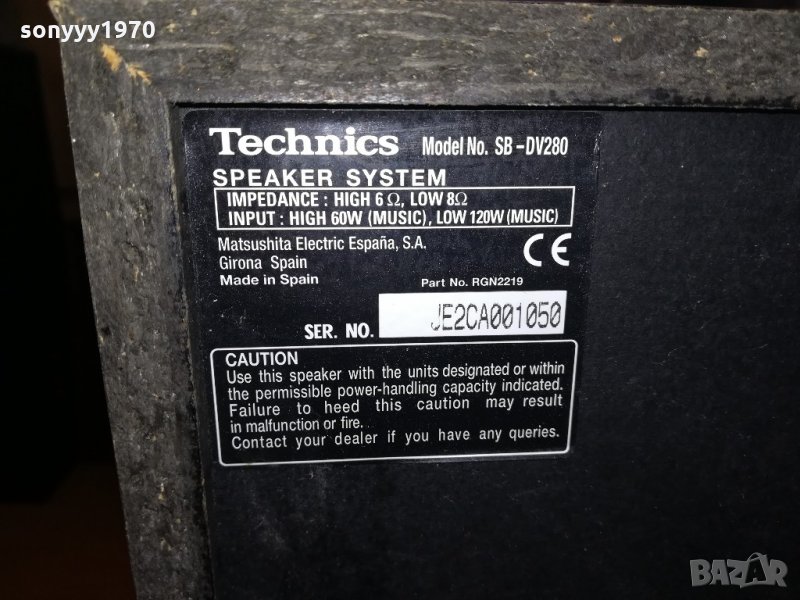 sonyyy1970
Technics Model No. SB-DV280
SPEAKER SYSTEM
IMPEDANCE : HIGH 6 Ω, LOW 8Ω
INPUT : HIGH 60W (MUSIC), LOW 120W (MUSIC)
Matsushita Electric España, S.A.
Girona Spain
Made in Spain
CE
Part No. RGN2219
SER. NO. JE2CA001050
CAUTION
Use this speaker with the units designated or within
the permissible power-handling capacity indicated.
Failure to heed this caution may result
in malfunction or fire.
Contact your dealer if you have any queries.
BAZAR